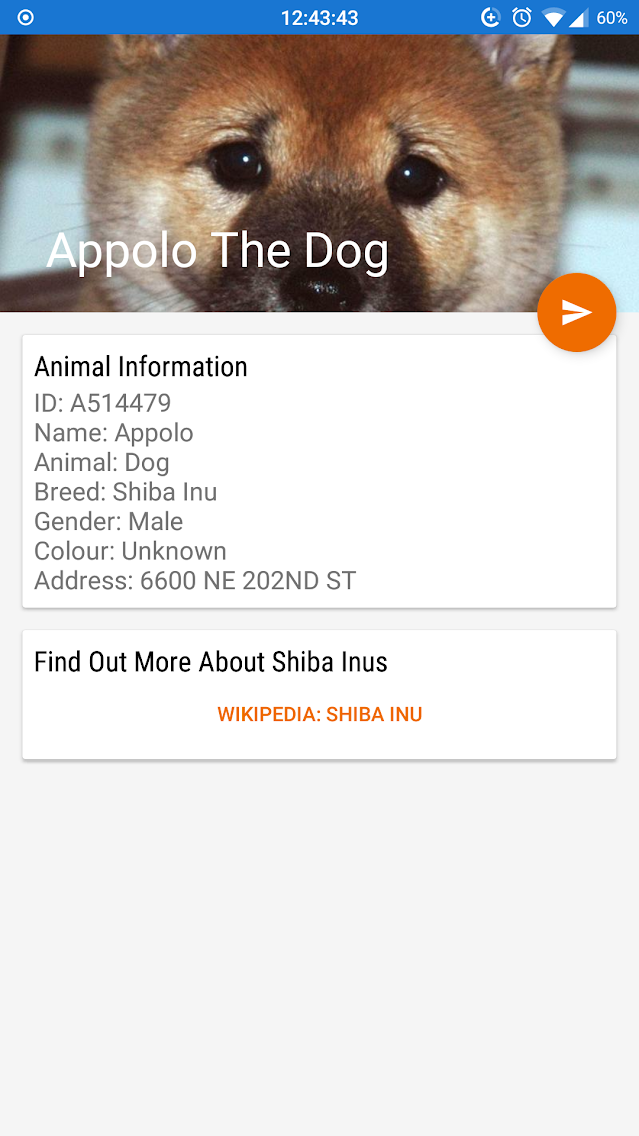 12:43:43
60%
Appolo The Dog
Animal Information
ID: A514479
Name: Appolo
Animal: Dog
Breed: Shiba Inu
Gender: Male
Colour: Unknown
Address: 6600 NE 202ND ST
Find Out More About Shiba Inus
WIKIPEDIA: SHIBA INU